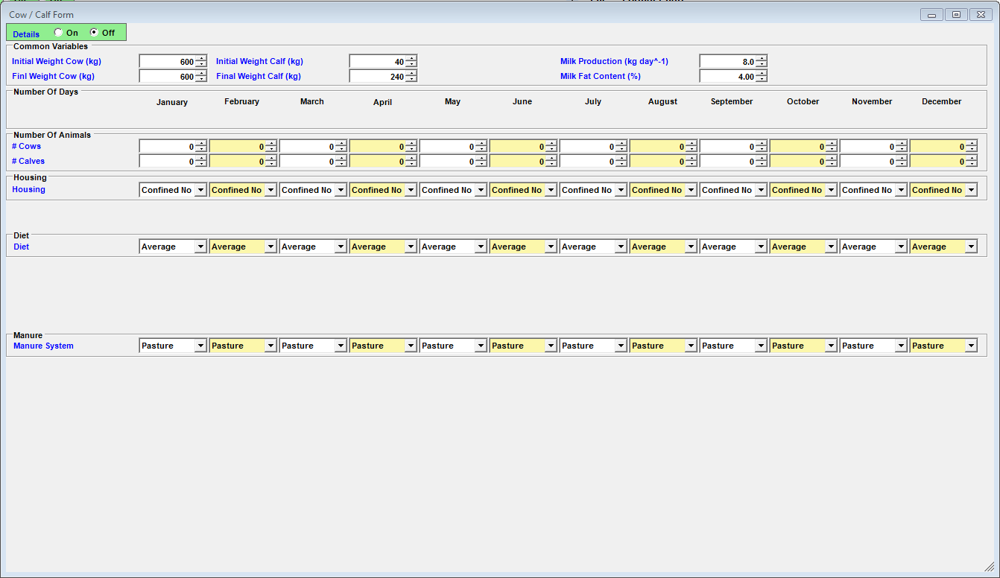 Cow / Calf Form
Details On Off
Common Variables
Initial Weight Cow (kg) 600 Initial Weight Calf (kg) 40 Milk Production (kg day^-1) 8.0
Finl Weight Cow (kg) 600 Final Weight Calf (kg) 240 Milk Fat Content (%) 4.00
Number Of Days
January February March April May June July August September October November December
Number Of Animals
# Cows 0 0 0 0 0 0 0 0 0 0 0 0
# Calves 0 0 0 0 0 0 0 0 0 0 0 0
Housing
Housing Confined No Confined No Confined No Confined No Confined No Confined No Confined No Confined No Confined No Confined No Confined No Confined No
Diet
Diet Average Average Average Average Average Average Average Average Average Average Average Average
Manure
Manure System Pasture Pasture Pasture Pasture Pasture Pasture Pasture Pasture Pasture Pasture Pasture Pasture